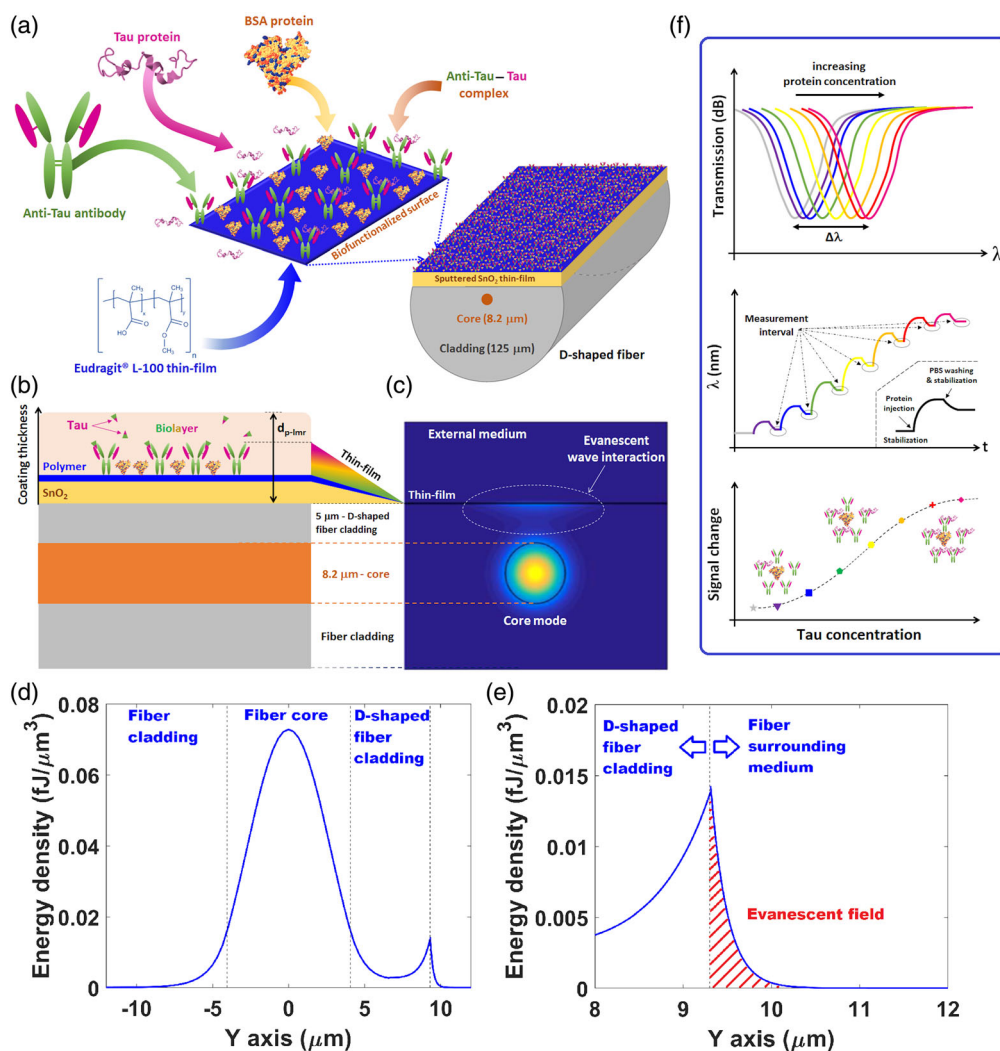 (a)
Tau protein
BSA protein
Anti-Tau—Tau
complex
Anti-Tau antibody
Biofunctionalized surface
HO
O
O
O
CH₃
CH₃
CH₃
x
y
n
Eudragit® L-100 thin-film
Sputtered SnO₂ thin-film
Core (8.2 μm)
Cladding (125 μm)
D-shaped fiber
(b)
Coating thickness
Tau
Biolayer
d_p-lmr
Polymer
SnO₂
Thin-film
5 μm - D-shaped
fiber cladding
8.2 μm - core
Fiber cladding
(c)
External medium
Evanescent
wave interaction
Thin-film
Core mode
(d)
Energy density (fJ/μm³)
0.08
0.06
0.04
0.02
0
Fiber
cladding
Fiber core
D-shaped
fiber
cladding
-10
-5
0
5
10
Y axis (μm)
(e)
Energy density (fJ/μm³)
0.02
0.015
0.01
0.005
0
D-shaped
fiber
cladding
Fiber
surrounding
medium
Evanescent field
8
9
10
11
12
Y axis (μm)
(f)
Transmission (dB)
increasing
protein concentration
Δλ
λ
λ (nm)
Measurement
interval
PBS washing
& stabilization
Protein
injection
Stabilization
t
Signal change
Tau concentration